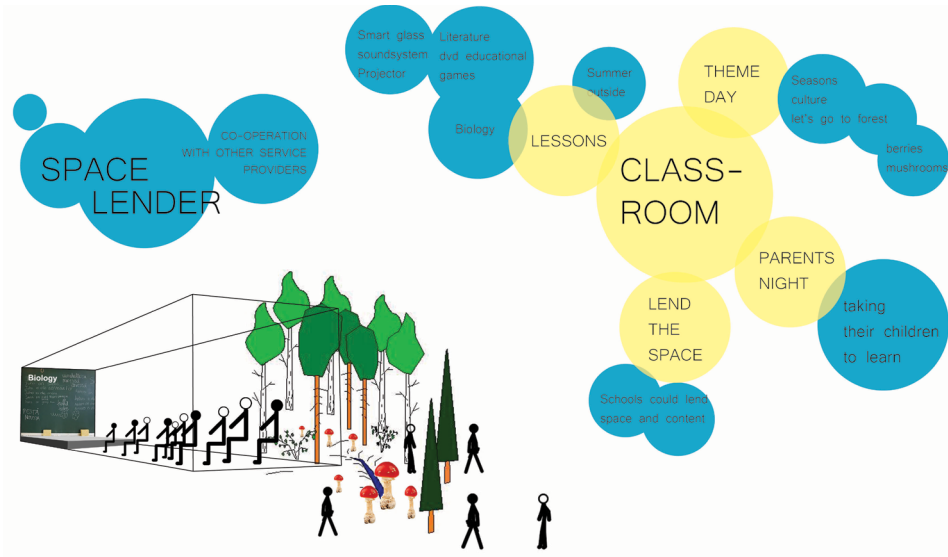 SPACE
LENDER
CO-OPERATION
WITH OTHER SERVICE
PROVIDERS
Smart glass
soundsystem
Projector
Literature
dvd educational
games
Biology
Summer
outside
LESSONS
THEME
DAY
Seasons
culture
let's go to forest
berries
mushrooms
CLASS-
ROOM
PARENTS
NIGHT
taking
their children
to learn
LEND
THE
SPACE
Schools could lend
space and content
Biology